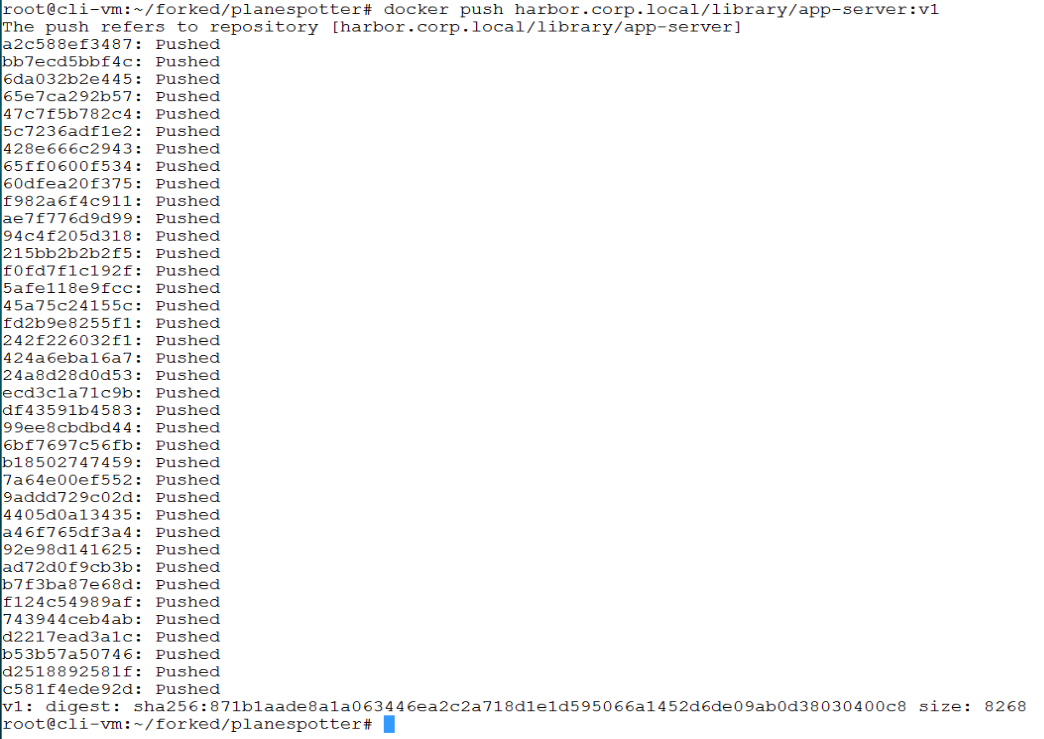 root@cli-vm:~/forked/planespotter# docker push harbor.corp.local/library/app-server:v1
The push refers to repository [harbor.corp.local/library/app-server]
a2c588ef3487: Pushed
bb7ecd5bbf4c: Pushed
6da032b2e445: Pushed
65e7ca292b57: Pushed
47c7f5b782c4: Pushed
5c7236adf1e2: Pushed
428e666c2943: Pushed
65ff0600f534: Pushed
60dfea20f375: Pushed
f982a6f4c911: Pushed
ae7f776d9d99: Pushed
94c4f205d318: Pushed
215bb2b2b2f5: Pushed
f0fd7f1c192f: Pushed
5afe118e9fcc: Pushed
45a75c24155c: Pushed
fd2b9e8255f1: Pushed
242f226032f1: Pushed
424a6eba16a7: Pushed
24a8d28d0d53: Pushed
ecd3c1a71c9b: Pushed
df43591b4583: Pushed
99ee8cbdbd44: Pushed
6bf7697c56fb: Pushed
b18502747459: Pushed
7a64e00ef552: Pushed
9addd729c02d: Pushed
4405d0a13435: Pushed
a46f765df3a4: Pushed
92e98d141625: Pushed
ad72d0f9cb3b: Pushed
b7f3ba87e68d: Pushed
f124c54989af: Pushed
743944ceb4ab: Pushed
d2217ead3a1c: Pushed
b53b57a50746: Pushed
d2518892581f: Pushed
c581f4ede92d: Pushed
v1: digest: sha256:871b1aade8a1a063446ea2c2a718d1e1d595066a1452d6de09ab0d38030400c8 size: 8268
root@cli-vm:~/forked/planespotter#